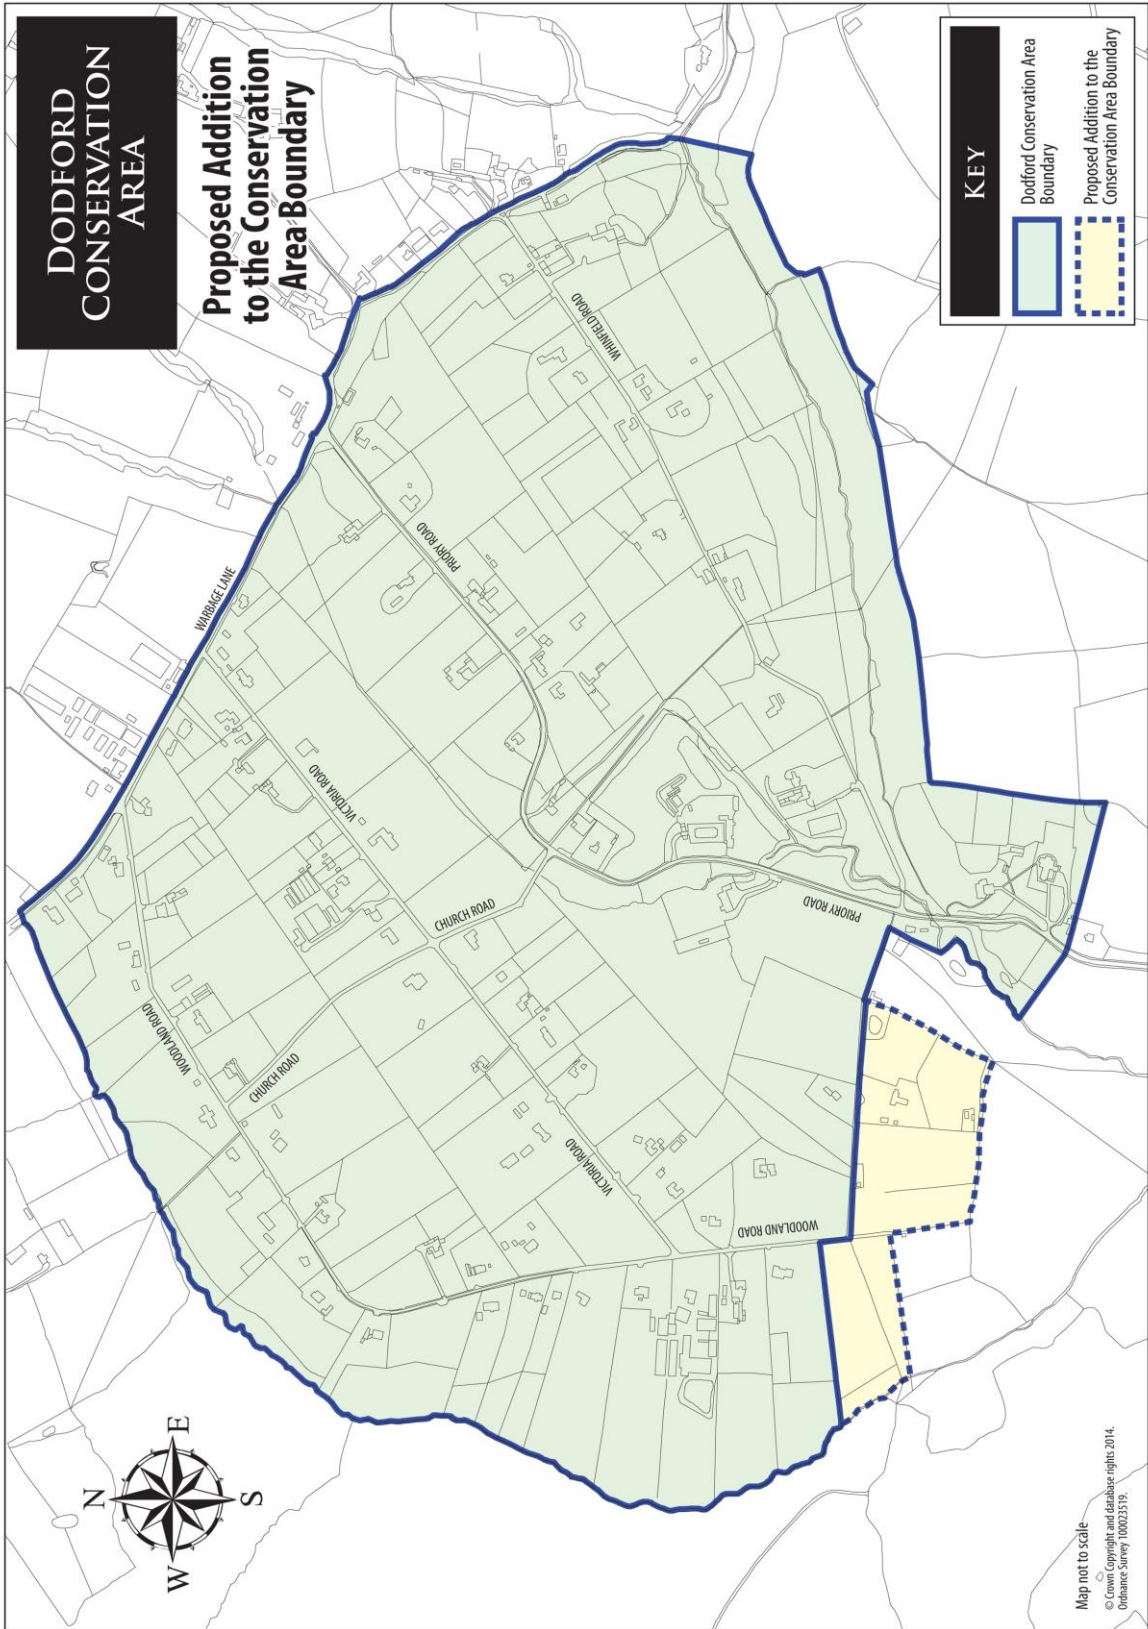 DODFORD
CONSERVATION
AREA
Proposed Addition
to the Conservation
Area Boundary
WARBAGE LANE
WHINFIELD ROAD
PRIORY ROAD
VICTORIA ROAD
CHURCH ROAD
WOODLAND ROAD
CHURCH ROAD
PRIORY ROAD
VICTORIA ROAD
WOODLAND ROAD
N
E
S
W
KEY
Dodford Conservation Area
Boundary
Proposed Addition to the
Conservation Area Boundary
Map not to scale
© Crown Copyright and database rights 2014.
Ordnance Survey 100023519.